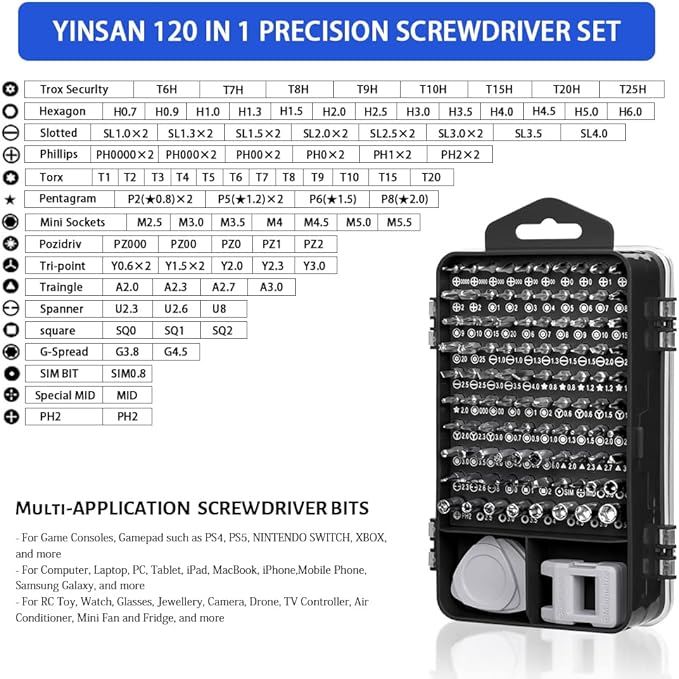 YINSAN 120 IN 1 PRECISION SCREWDRIVER SET
Trox Securlty T6H T7H T8H T9H T10H T15H T20H T25H
Hexagon H0.7 H0.9 H1.0 H1.3 H1.5 H2.0 H2.5 H3.0 H3.5 H4.0 H4.5 H5.0 H6.0
Slotted SL1.0×2 SL1.3×2 SL1.5×2 SL2.0×2 SL2.5×2 SL3.0×2 SL3.5 SL4.0
Phillips PH0000×2 PH000×2 PH00×2 PH0×2 PH1×2 PH2×2
Torx T1 T2 T3 T4 T5 T6 T7 T8 T9 T10 T15 T20
Pentagram P2(★0.8)×2 P5(★1.2)×2 P6(★1.5) P8(★2.0)
Mini Sockets M2.5 M3.0 M3.5 M4 M4.5 M5.0 M5.5
Pozidriv PZ000 PZ00 PZ0 PZ1 PZ2
Tri-point Y0.6×2 Y1.5×2 Y2.0 Y2.3 Y3.0
Traingle A2.0 A2.3 A2.7 A3.0
Spanner U2.3 U2.6 U8
square SQ0 SQ1 SQ2
G-Spread G3.8 G4.5
SIM BIT SIM0.8
Special MID MID
PH2 PH2
MULTI-APPLICATION SCREWDRIVER BITS
- For Game Consoles, Gamepad such as PS4, PS5, NINTENDO SWITCH, XBOX,
and more
- For Computer, Laptop, PC, Tablet, iPad, MacBook, iPhone,Mobile Phone,
Samsung Galaxy, and more
- For RC Toy, Watch, Glasses, Jewellery, Camera, Drone, TV Controller, Air
Conditioner, Mini Fan and Fridge, and more